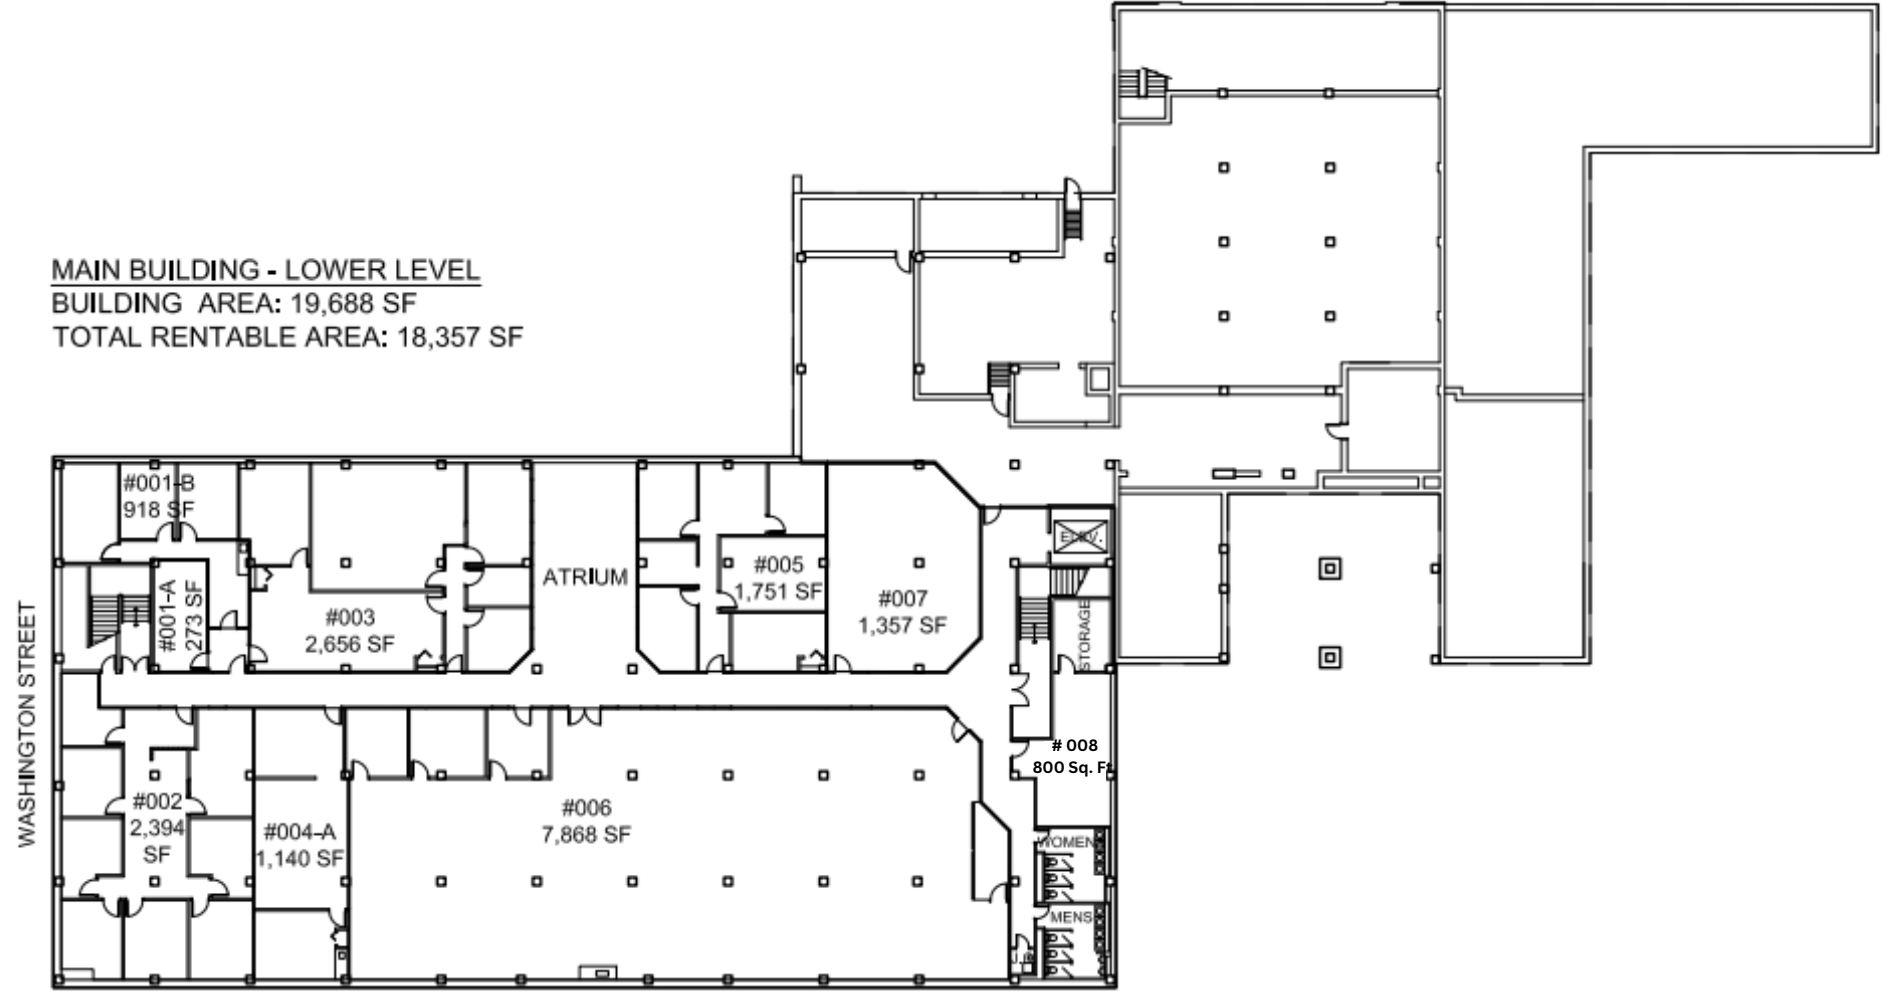 MAIN BUILDING - LOWER LEVEL
BUILDING AREA: 19,688 SF
TOTAL RENTABLE AREA: 18,357 SF
WASHINGTON STREET
#001-B
918 SF
#001-A
273 SF
#003
2,656 SF
ATRIUM
#005
1,751 SF
#007
1,357 SF
ELEV.
STORAGE
#002
2,394
SF
#004-A
1,140 SF
#006
7,868 SF
# 008
800 Sq. Ft
WOMEN
MENS